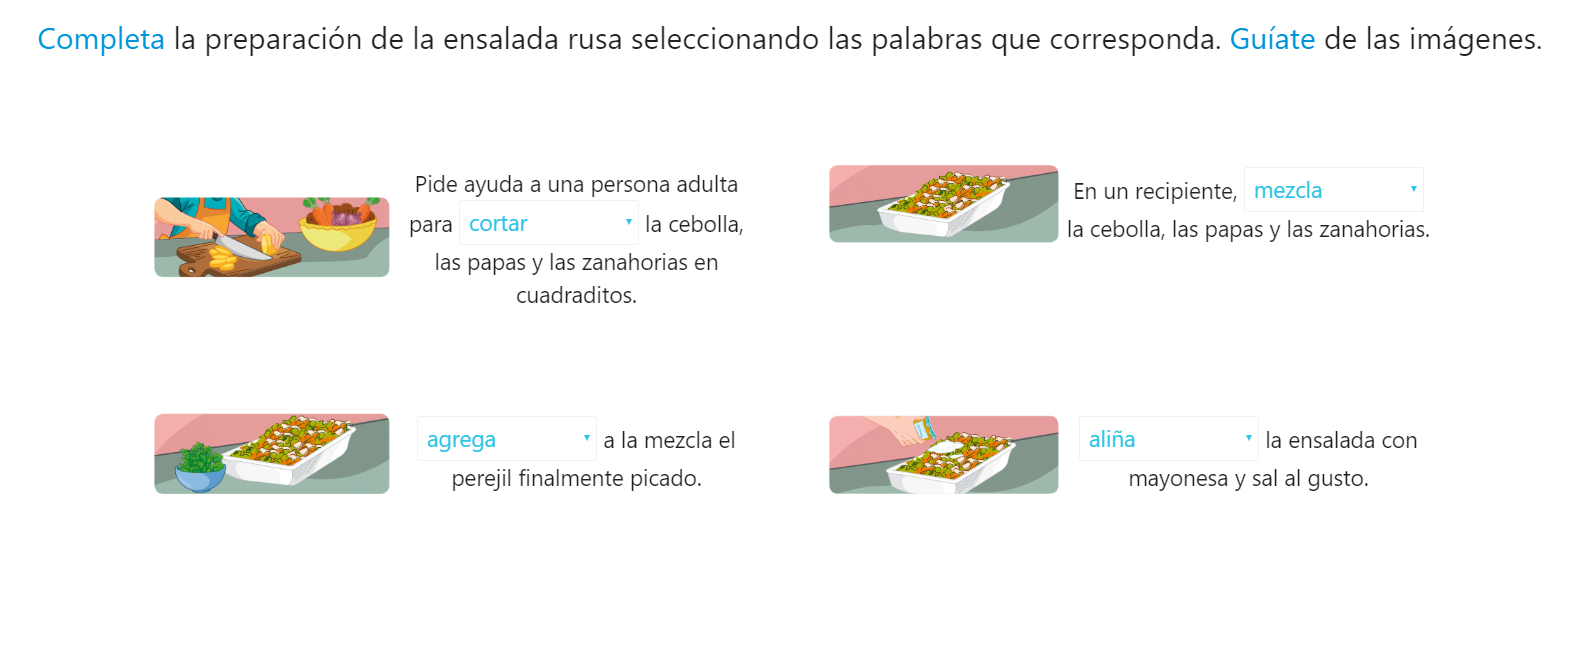 Completa la preparación de la ensalada rusa seleccionando las palabras que corresponda. Guíate de las imágenes.
Pide ayuda a una persona adulta
para cortar la cebolla,
las papas y las zanahorias en
cuadraditos.
En un recipiente, mezcla
la cebolla, las papas y las zanahorias.
agrega a la mezcla el
perejil finalmente picado.
aliña la ensalada con
mayonesa y sal al gusto.